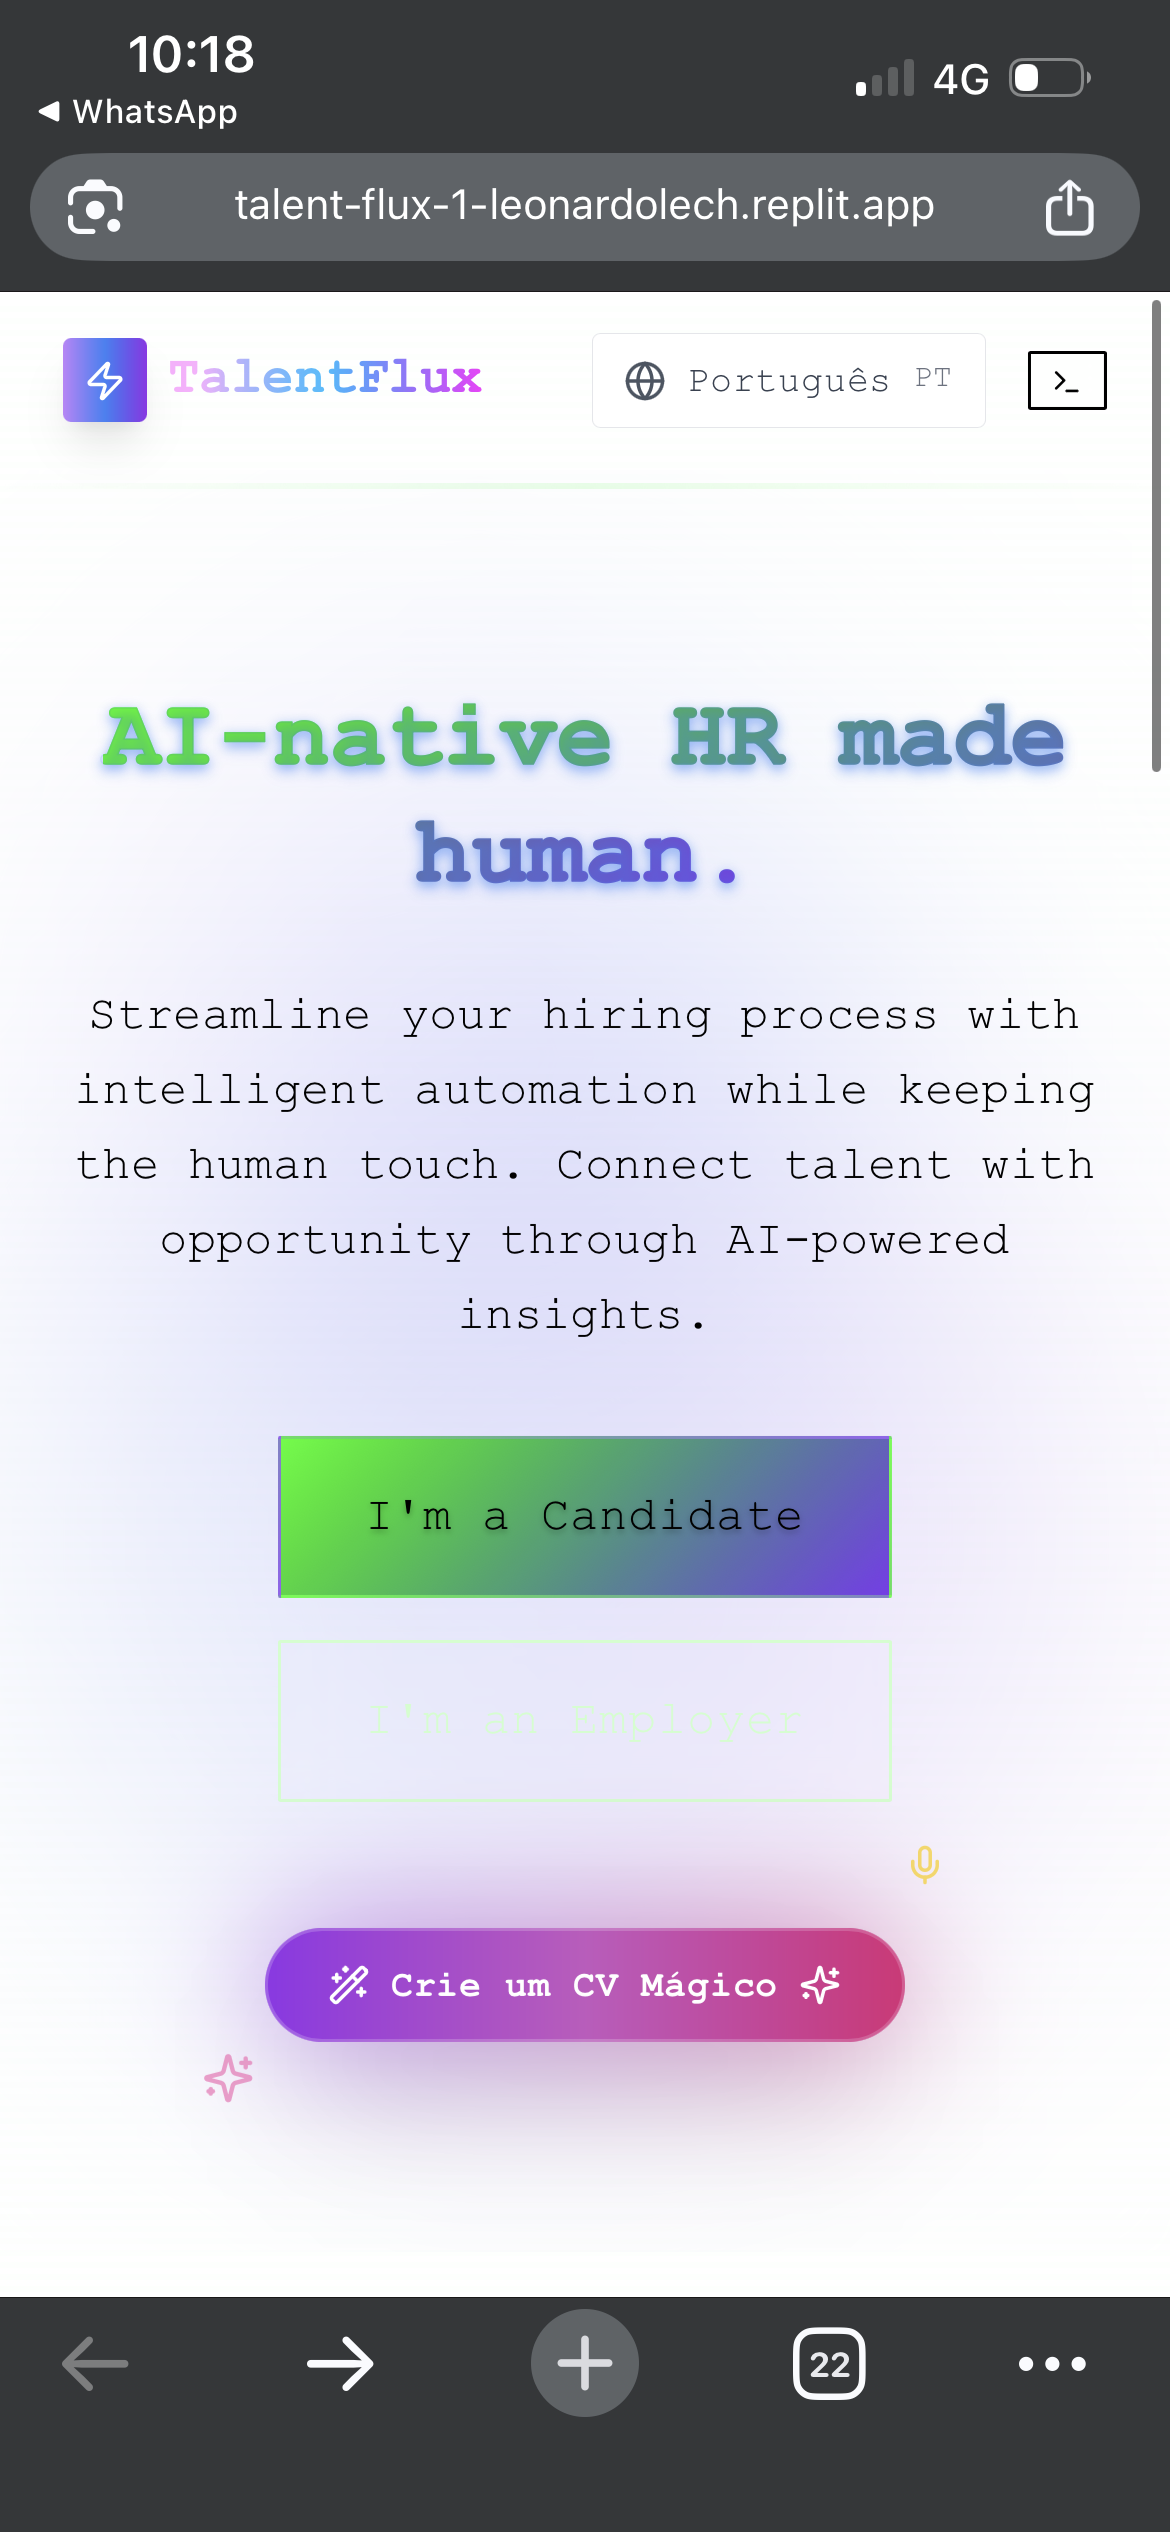 10:18
4G
WhatsApp
talent-flux-1-leonardolech.replit.app
TalentFlux
Português PT
AI-native HR made
human.
Streamline your hiring process with
intelligent automation while keeping
the human touch. Connect talent with
opportunity through AI-powered
insights.
I'm a Candidate
I'm an Employer
Crie um CV Mágico
22